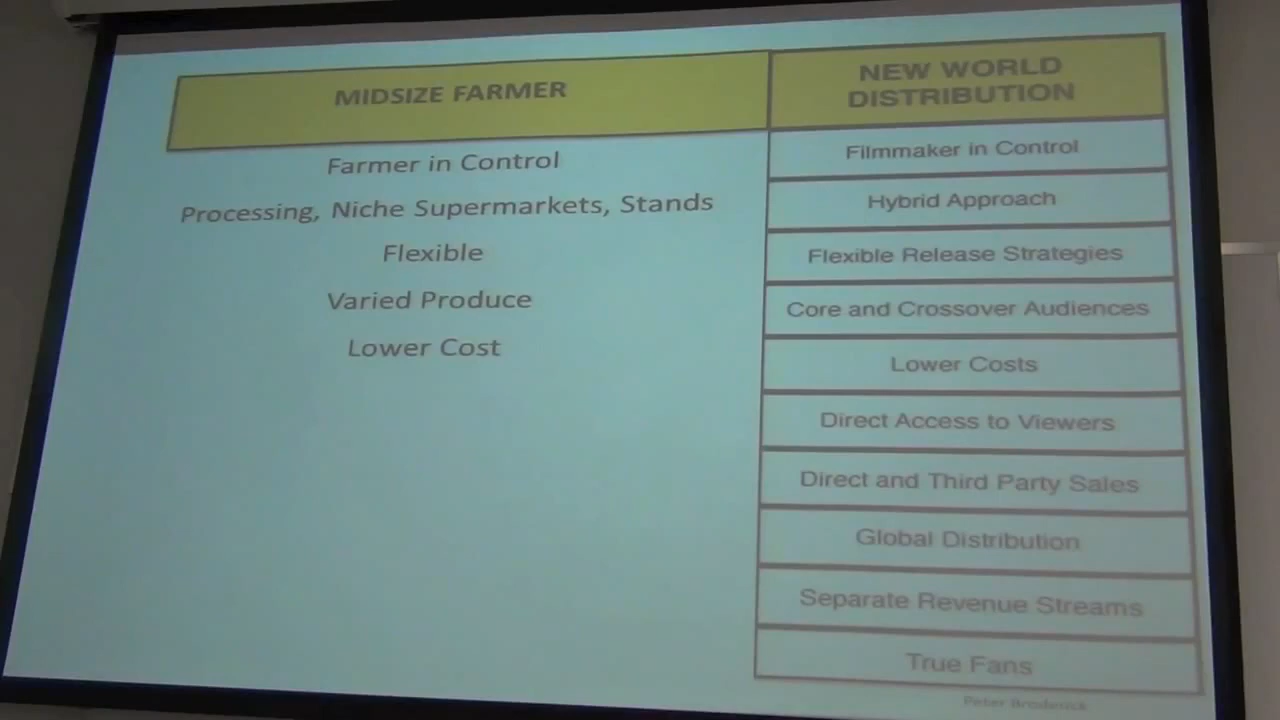 MIDSIZE FARMER
Farmer in Control
Processing, Niche Supermarkets, Stands
Flexible
Varied Produce
Lower Cost
NEW WORLD
DISTRIBUTION
Filmmaker in Control
Hybrid Approach
Flexible Release Strategies
Core and Crossover Audiences
Lower Costs
Direct Access to Viewers
Direct and Third Party Sales
Global Distribution
Separate Revenue Streams
True Fans
Peter Broderick